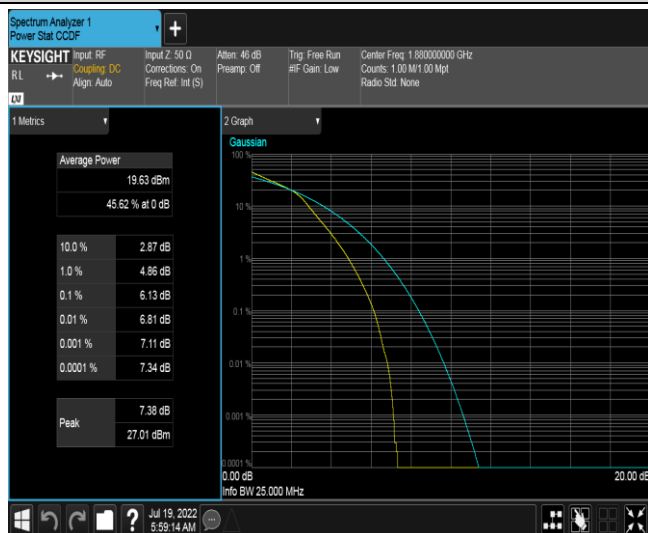 Spectrum Analyzer 1
Power Stat CCDF
+
KEYSIGHT
RL
LXI
Input: RF
Coupling: DC
Align: Auto
Input Z: 50 Ω
Corrections: On
Freq Ref: Int (S)
Atten: 46 dB
Preamp: Off
Trig: Free Run
#IF Gain: Low
Center Freq: 1.880000000 GHz
Counts: 1.00 M/1.00 Mpt
Radio Std: None
1 Metrics
Average Power
19.63 dBm
45.62 % at 0 dB
10.0 % 2.87 dB
1.0 % 4.86 dB
0.1 % 6.13 dB
0.01 % 6.81 dB
0.001 % 7.11 dB
0.0001 % 7.34 dB
Peak
7.38 dB
27.01 dBm
2 Graph
Gaussian
100 %
10 %
1 %
0.1 %
0.01 %
0.001 %
0.0001 %
0.00 dB
20.00 dB
Info BW 25.000 MHz
?
Jul 19, 2022
5:59:14 AM